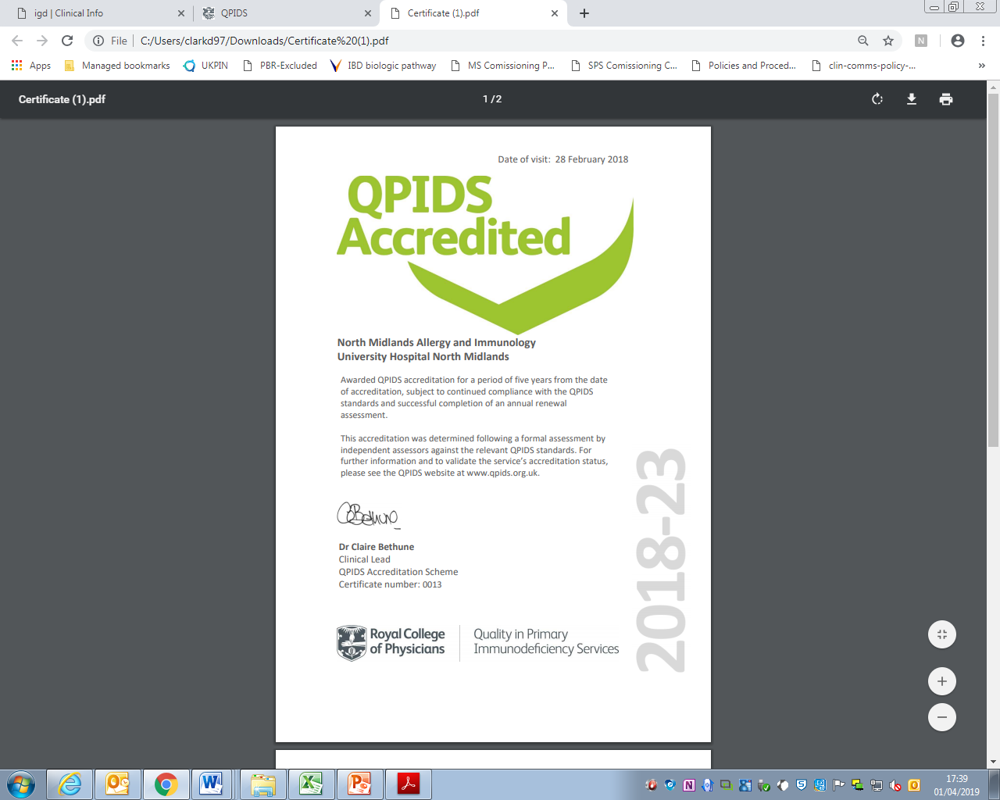 igd | Clinical Info
QPIDS
Certificate (1).pdf
File
C:/Users/clarkd97/Downloads/Certificate%20(1).pdf
N
Apps
Managed bookmarks
UKPIN
PBR-Excluded
IBD biologic pathway
MS Comissioning P...
SPS Comissioning C...
Policies and Proced...
clin-comms-policy-...
»
Certificate (1).pdf
1 / 2
Date of visit: 28 February 2018
QPIDS
Accredited
North Midlands Allergy and Immunology
University Hospital North Midlands
Awarded QPIDS accreditation for a period of five years from the date
of accreditation, subject to continued compliance with the QPIDS
standards and successful completion of an annual renewal
assessment.
This accreditation was determined following a formal assessment by
independent assessors against the relevant QPIDS standards. For
further information and to validate the service's accreditation status,
please see the QPIDS website at www.qpids.org.uk.
CBethune
Dr Claire Bethune
Clinical Lead
QPIDS Accreditation Scheme
Certificate number: 0013
2018-23
Royal College
of Physicians
Quality in Primary
Immunodeficiency Services
17:39
01/04/2019